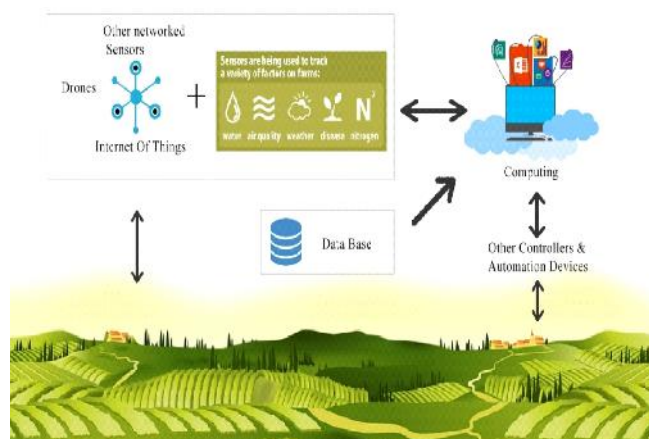 Other networked
Sensors
Drones
Internet Of Things
+
Sensors are being used to track
a variety of factors on farms:
N
water air quality weather disease nitrogen
Computing
Data Base
Other Controllers &
Automation Devices